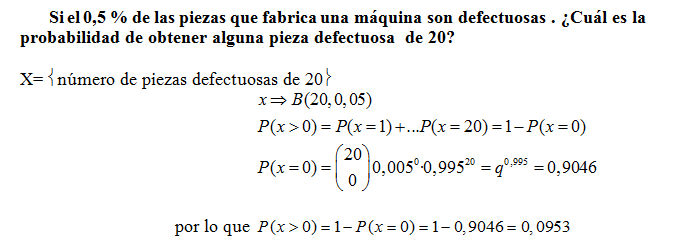 Si el 0,5 % de las piezas que fabrica una máquina son defectuosas . ¿Cuál es la
probabilidad de obtener alguna pieza defectuosa de 20?
X={número de piezas defectuosas de 20}
x ⇒ B(20, 0, 05)
P(x > 0) = P(x = 1) + ...P(x = 20) = 1 − P(x = 0)
P(x = 0) = (20 0) 0,005⁰·0,995²⁰ = q^0,995 = 0,9046
por lo que P(x > 0) = 1 − P(x = 0) = 1 − 0,9046 = 0,0953